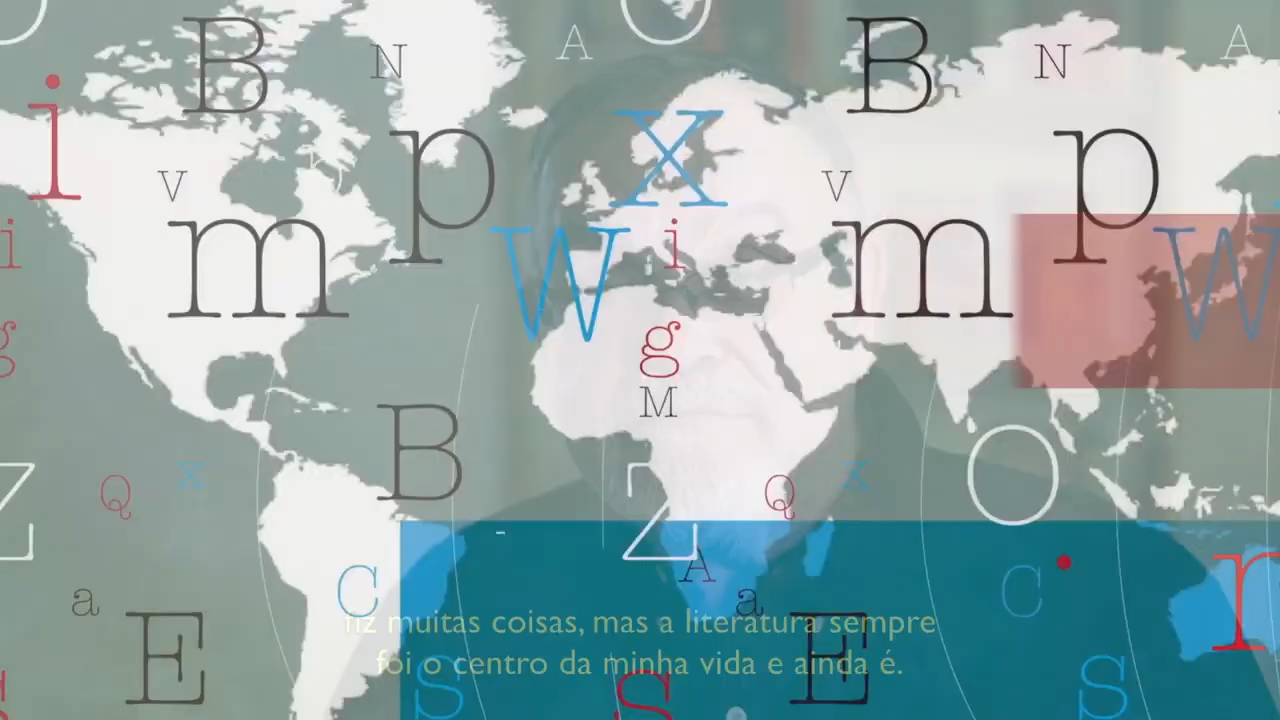 B
N
A
O
B
N
A
i
p
x
p
V
V
m
m
i
W
i
W
g
g
M
B
O
Z
Q
x
Z
Q
x
A
C
C
r
a
a
fiz muitas coisas, mas a literatura sempre
foi o centro da minha vida e ainda é.
E
E
S
S
S
s